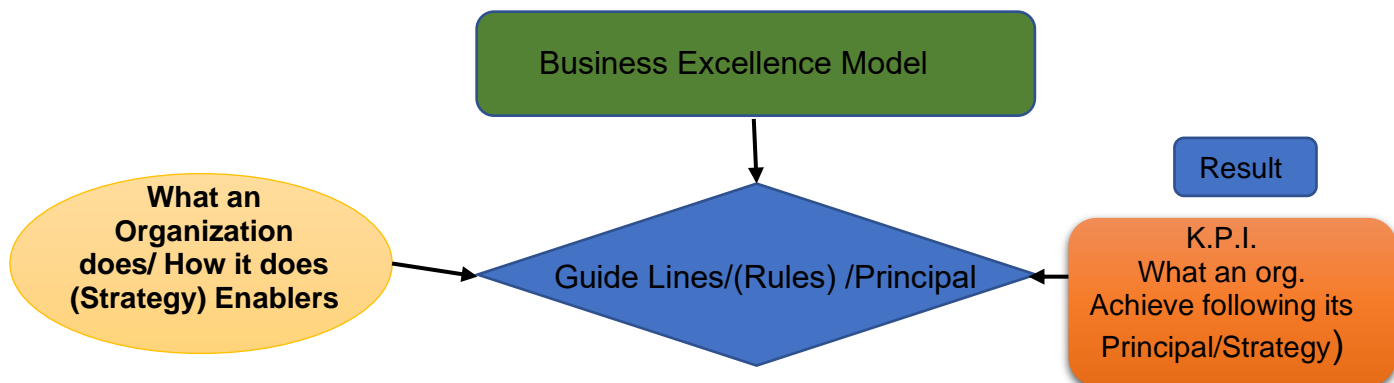 Business Excellence Model
What an
Organization
does/ How it does
(Strategy) Enablers
Guide Lines/(Rules) /Principal
Result
K.P.I.
What an org.
Achieve following its
Principal/Strategy)